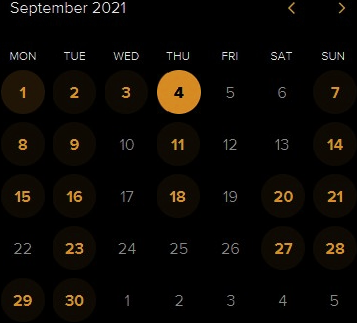 September 2021
MON TUE WED THU FRI SAT SUN
1 2 3 4 5 6 7
8 9 10 11 12 13 14
15 16 17 18 19 20 21
22 23 24 25 26 27 28
29 30 1 2 3 4 5